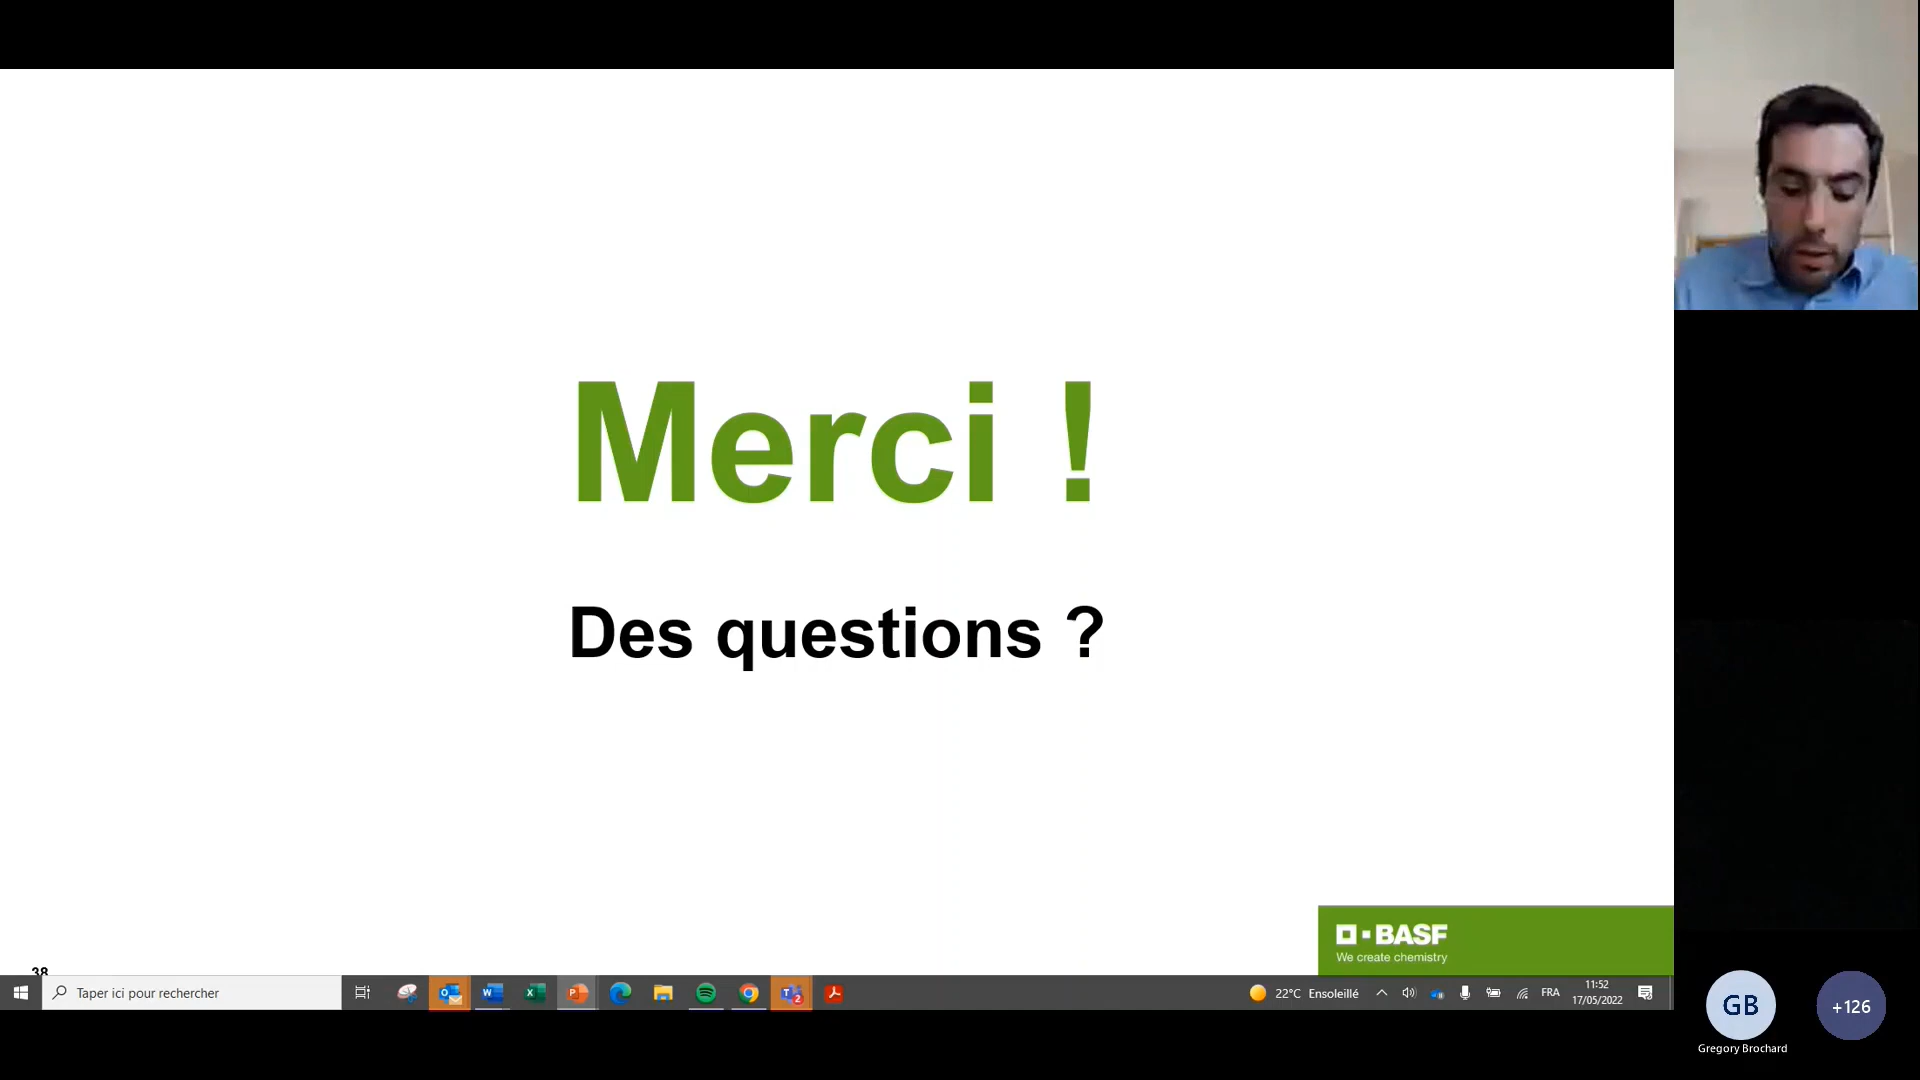 Merci !
Des questions ?
BASF
We create chemistry
38
Taper ici pour rechercher
22°C Ensoleillé
FRA
11:52
17/05/2022
GB
+126
Gregory Brochard